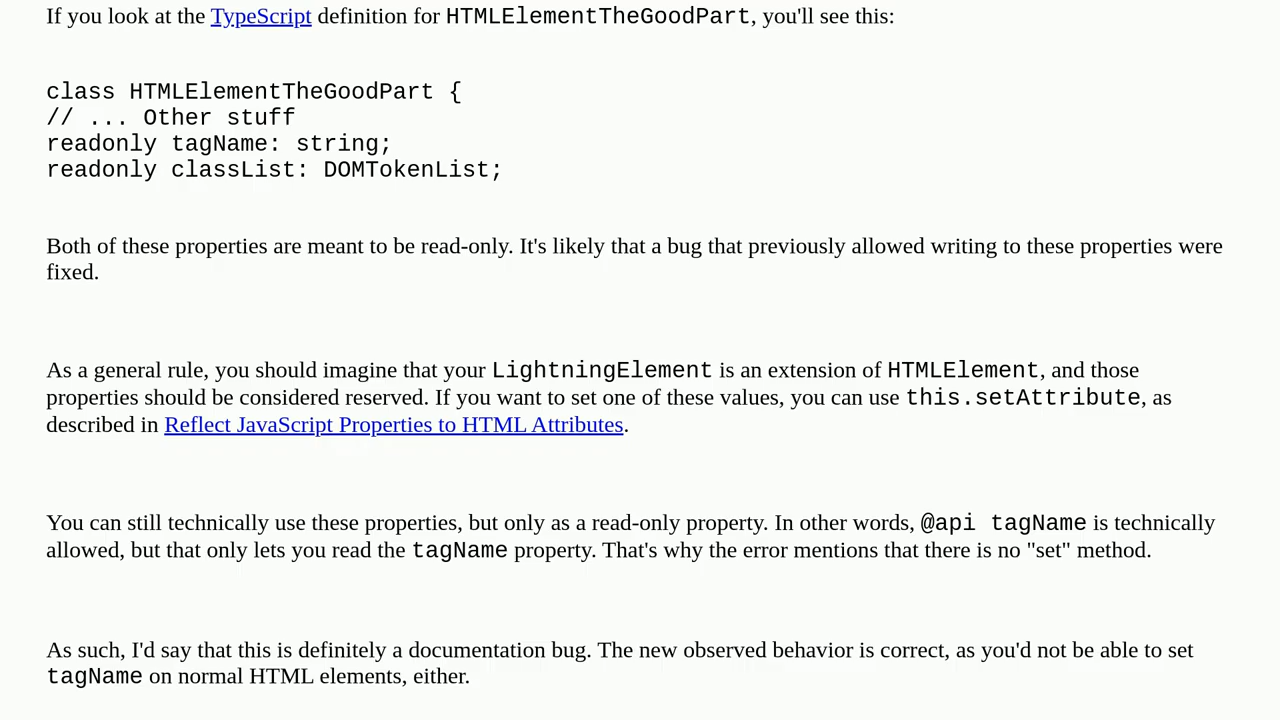 If you look at the TypeScript definition for HTMLElementTheGoodPart, you'll see this:
class HTMLElementTheGoodPart {
// ... Other stuff
readonly tagName: string;
readonly classList: DOMTokenList;
Both of these properties are meant to be read-only. It's likely that a bug that previously allowed writing to these properties were
fixed.
As a general rule, you should imagine that your LightningElement is an extension of HTMLElement, and those
properties should be considered reserved. If you want to set one of these values, you can use this.setAttribute, as
described in Reflect JavaScript Properties to HTML Attributes.
You can still technically use these properties, but only as a read-only property. In other words, @api tagName is technically
allowed, but that only lets you read the tagName property. That's why the error mentions that there is no "set" method.
As such, I'd say that this is definitely a documentation bug. The new observed behavior is correct, as you'd not be able to set
tagName on normal HTML elements, either.